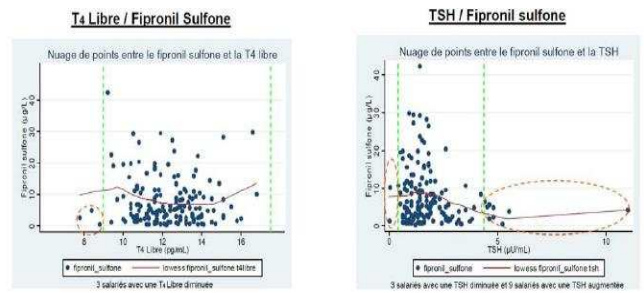 T4 Libre / Fipronil Sulfone
Nuage de points entre le fipronil sulfone et la T4 libre
Fipronil sulfone (µg/L)
40
30
20
10
0
8
10
12
14
16
T4 Libre (pg/mL)
fipronil_sulfone
lowess fipronil_sulfone t4libre
3 salariés avec une T4 Libre diminuée
TSH / Fipronil sulfone
Nuage de points entre le fipronil sulfone et la TSH
Fipronil sulfone (µg/L)
40
30
20
10
0
0
5
10
TSH (µU/mL)
fipronil_sulfone
lowess fipronil_sulfone tsh
3 salariés avec une TSH diminuée et 9 salariés avec une TSH augmentée